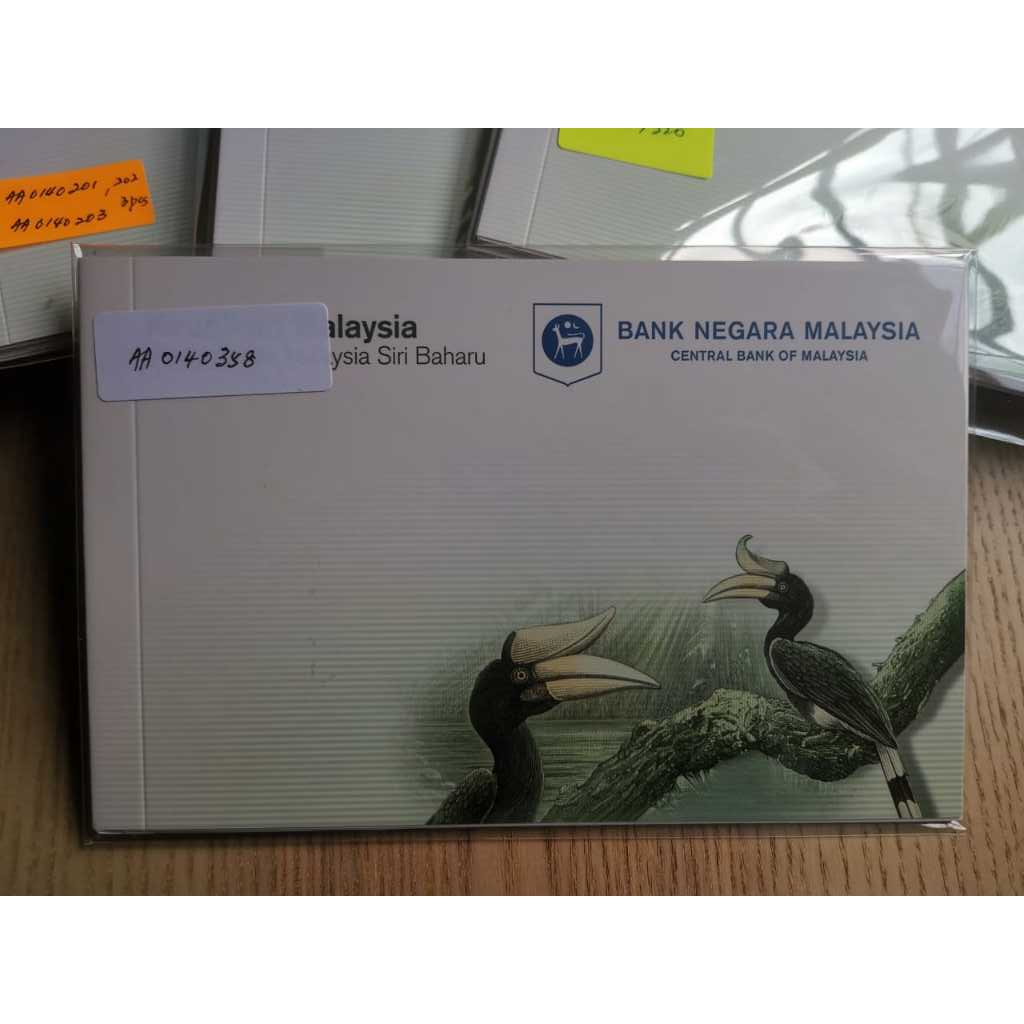 AA 0140201, 202
3pcs
AA 0140203
alaysia
ysia Siri Baharu
AA 0140358
BANK NEGARA MALAYSIA
CENTRAL BANK OF MALAYSIA